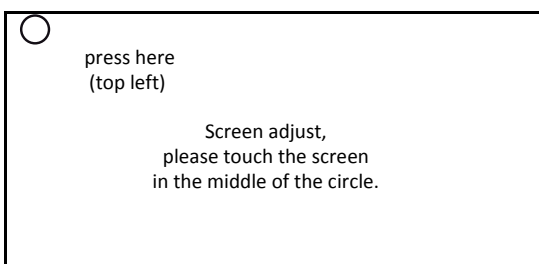 press here
(top left)
Screen adjust,
please touch the screen
in the middle of the circle.